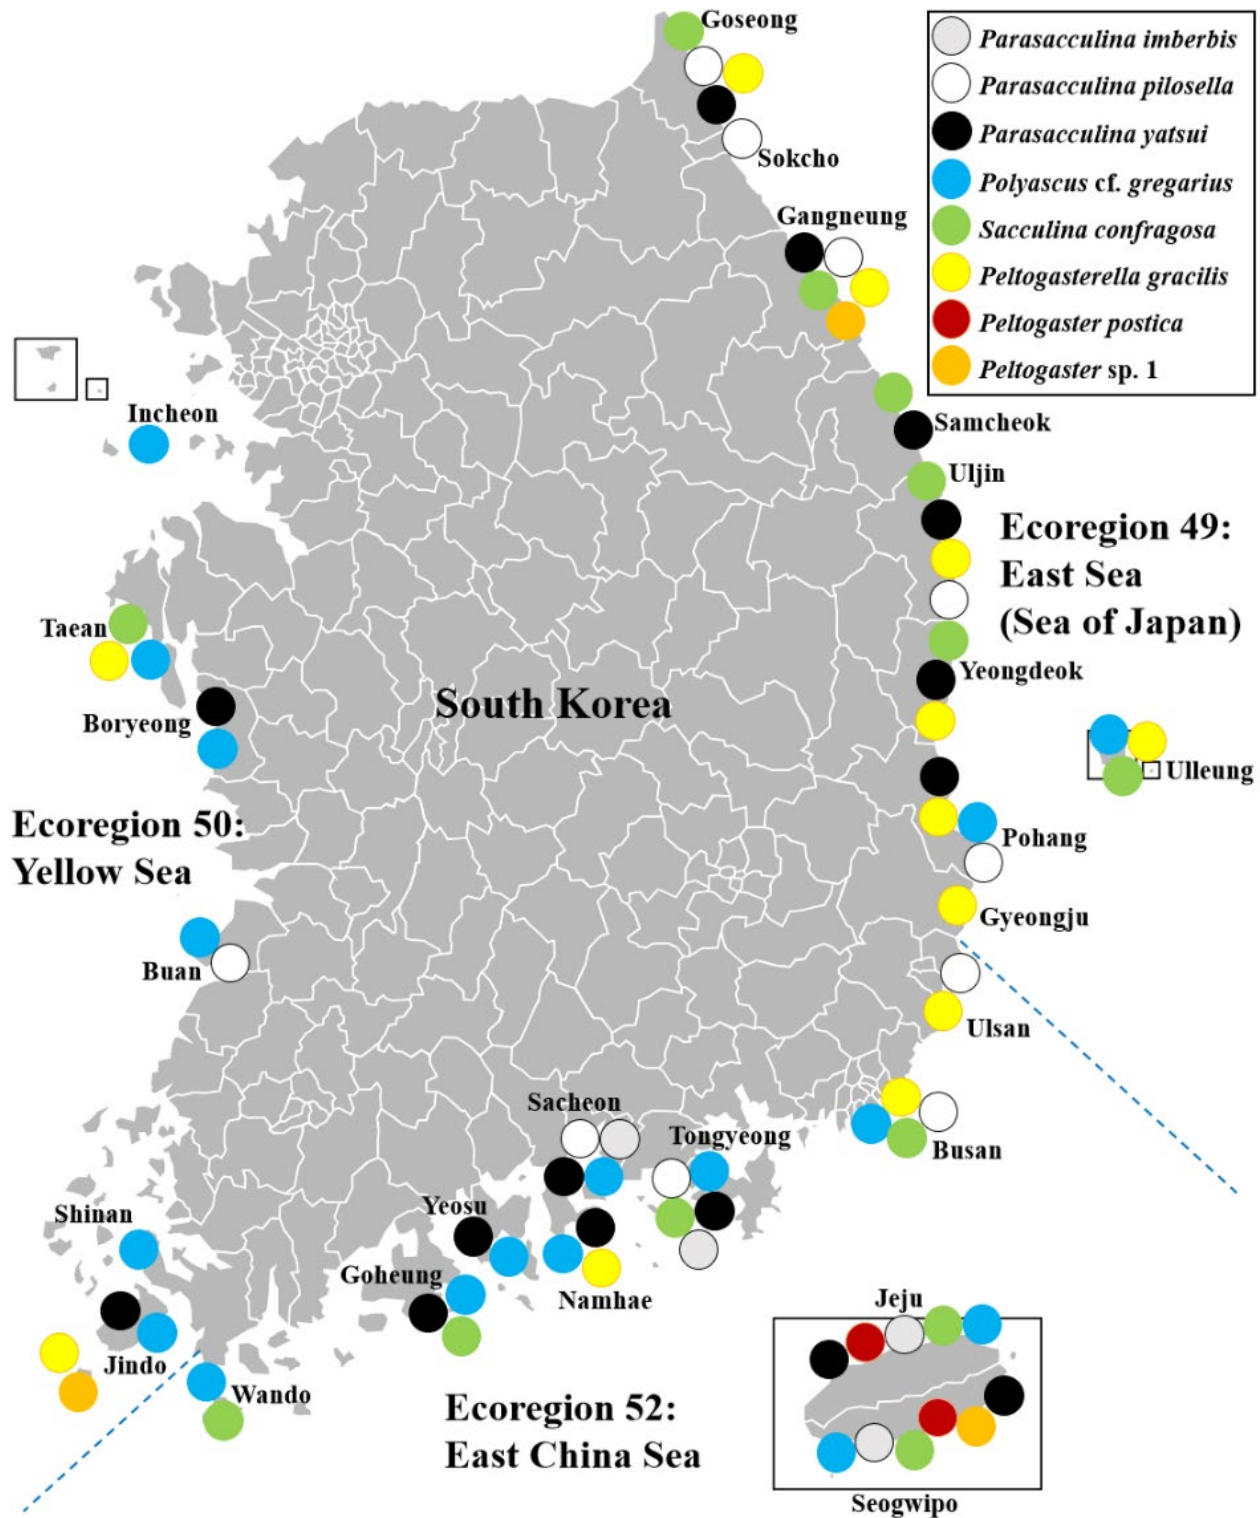 Goseong
Parasacculina imberbis
Parasacculina pilosella
Parasacculina yatsui
Polyascus cf. gregarius
Sacculina confragosa
Peltogasterella gracilis
Peltogaster postica
Peltogaster sp. 1
Sokcho
Gangneung
Incheon
Samcheok
Uljin
Ecoregion 49:
East Sea
(Sea of Japan)
Taean
Yeongdeok
South Korea
Boryeong
Ulleung
Ecoregion 50:
Yellow Sea
Pohang
Gyeongju
Buan
Ulsan
Sacheon
Tongyeong
Busan
Yeosu
Shinan
Goheung
Namhae
Jeju
Jindo
Wando
Ecoregion 52:
East China Sea
Seogwipo